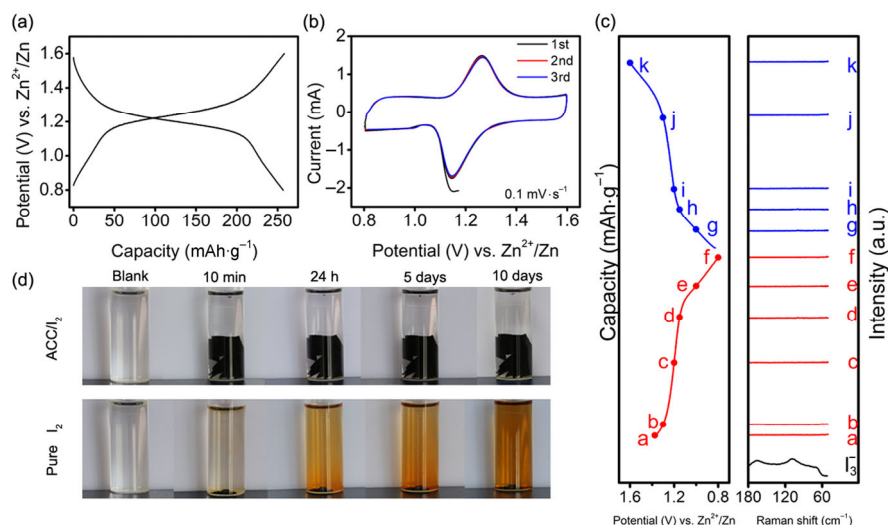 (a)
Potential (V) vs. Zn²⁺/Zn
1.6
1.4
1.2
1.0
0.8
0 50 100 150 200 250
Capacity (mAh·g⁻¹)
(b)
Current (mA)
2
1
0
−1
−2
1st
2nd
3rd
0.1 mV·s⁻¹
0.8 1.0 1.2 1.4 1.6
Potential (V) vs. Zn²⁺/Zn
(c)
Capacity (mAh·g⁻¹)
k
j
i
h
g
f
e
d
c
b
a
1.6 1.2 0.8
Potential (V) vs. Zn²⁺/Zn
k
j
i
h
g
f
e
d
c
b
a
I₃⁻
180 120 60
Raman shift (cm⁻¹)
Intensity (a.u.)
(d)
Blank 10 min 24 h 5 days 10 days
ACC/I₂
Pure I₂